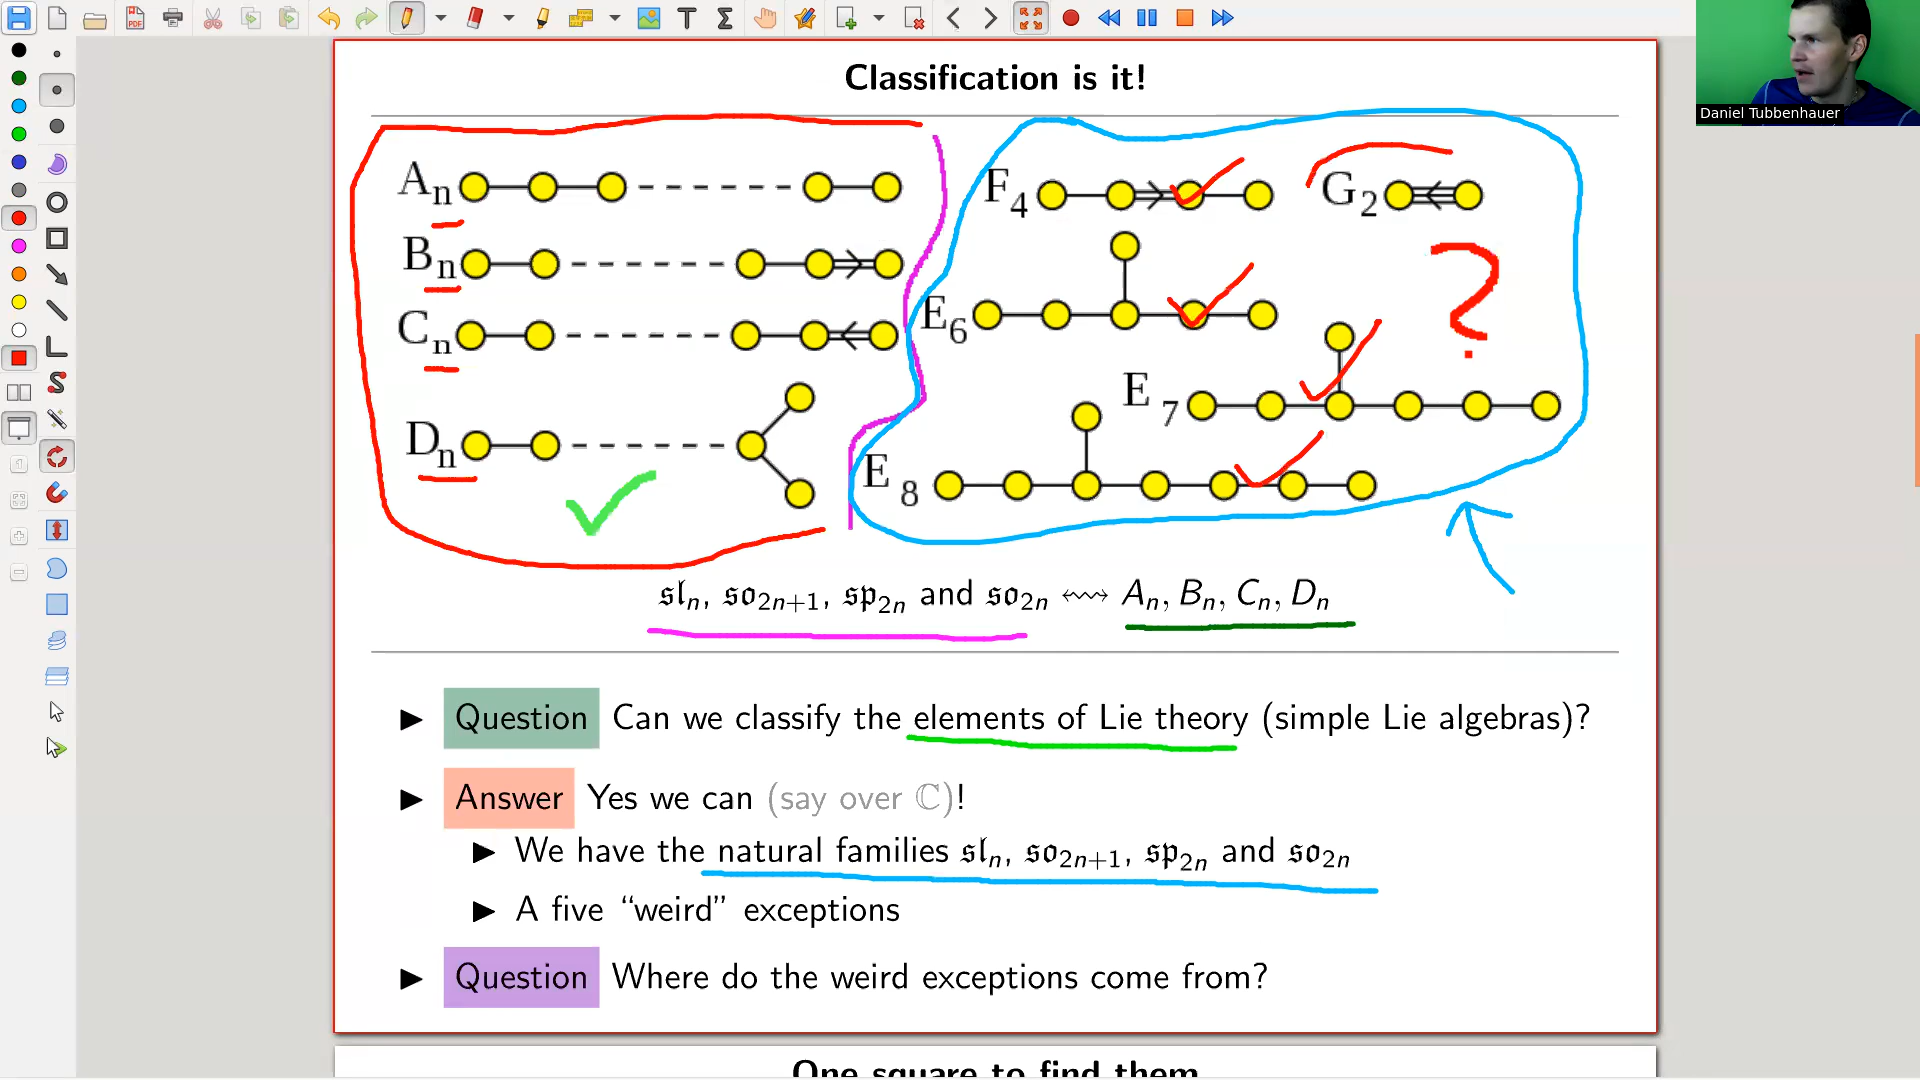 Classification is it!
Daniel Tubbenhauer
A_n
B_n
C_n
D_n
F_4
G_2
?
E_6
E_7
E_8
𝔰𝔩_n, 𝔰𝔬_{2n+1}, 𝔰𝔭_{2n} and 𝔰𝔬_{2n} ↭ A_n, B_n, C_n, D_n
▶ Question Can we classify the elements of Lie theory (simple Lie algebras)?
▶ Answer Yes we can (say over ℂ)!
▶ We have the natural families 𝔰𝔩_n, 𝔰𝔬_{2n+1}, 𝔰𝔭_{2n} and 𝔰𝔬_{2n}
▶ A five “weird” exceptions
▶ Question Where do the weird exceptions come from?
One square to find them